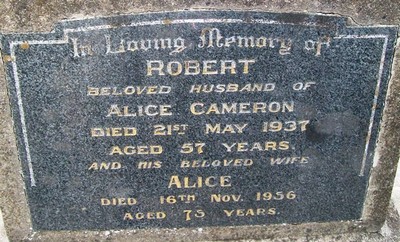 In Loving Memory of
ROBERT
BELOVED HUSBAND OF
ALICE CAMERON
DIED 21ST MAY 1937
AGED 57 YEARS.
AND HIS BELOVED WIFE
ALICE
DIED 16TH NOV. 1956
AGED 75 YEARS.